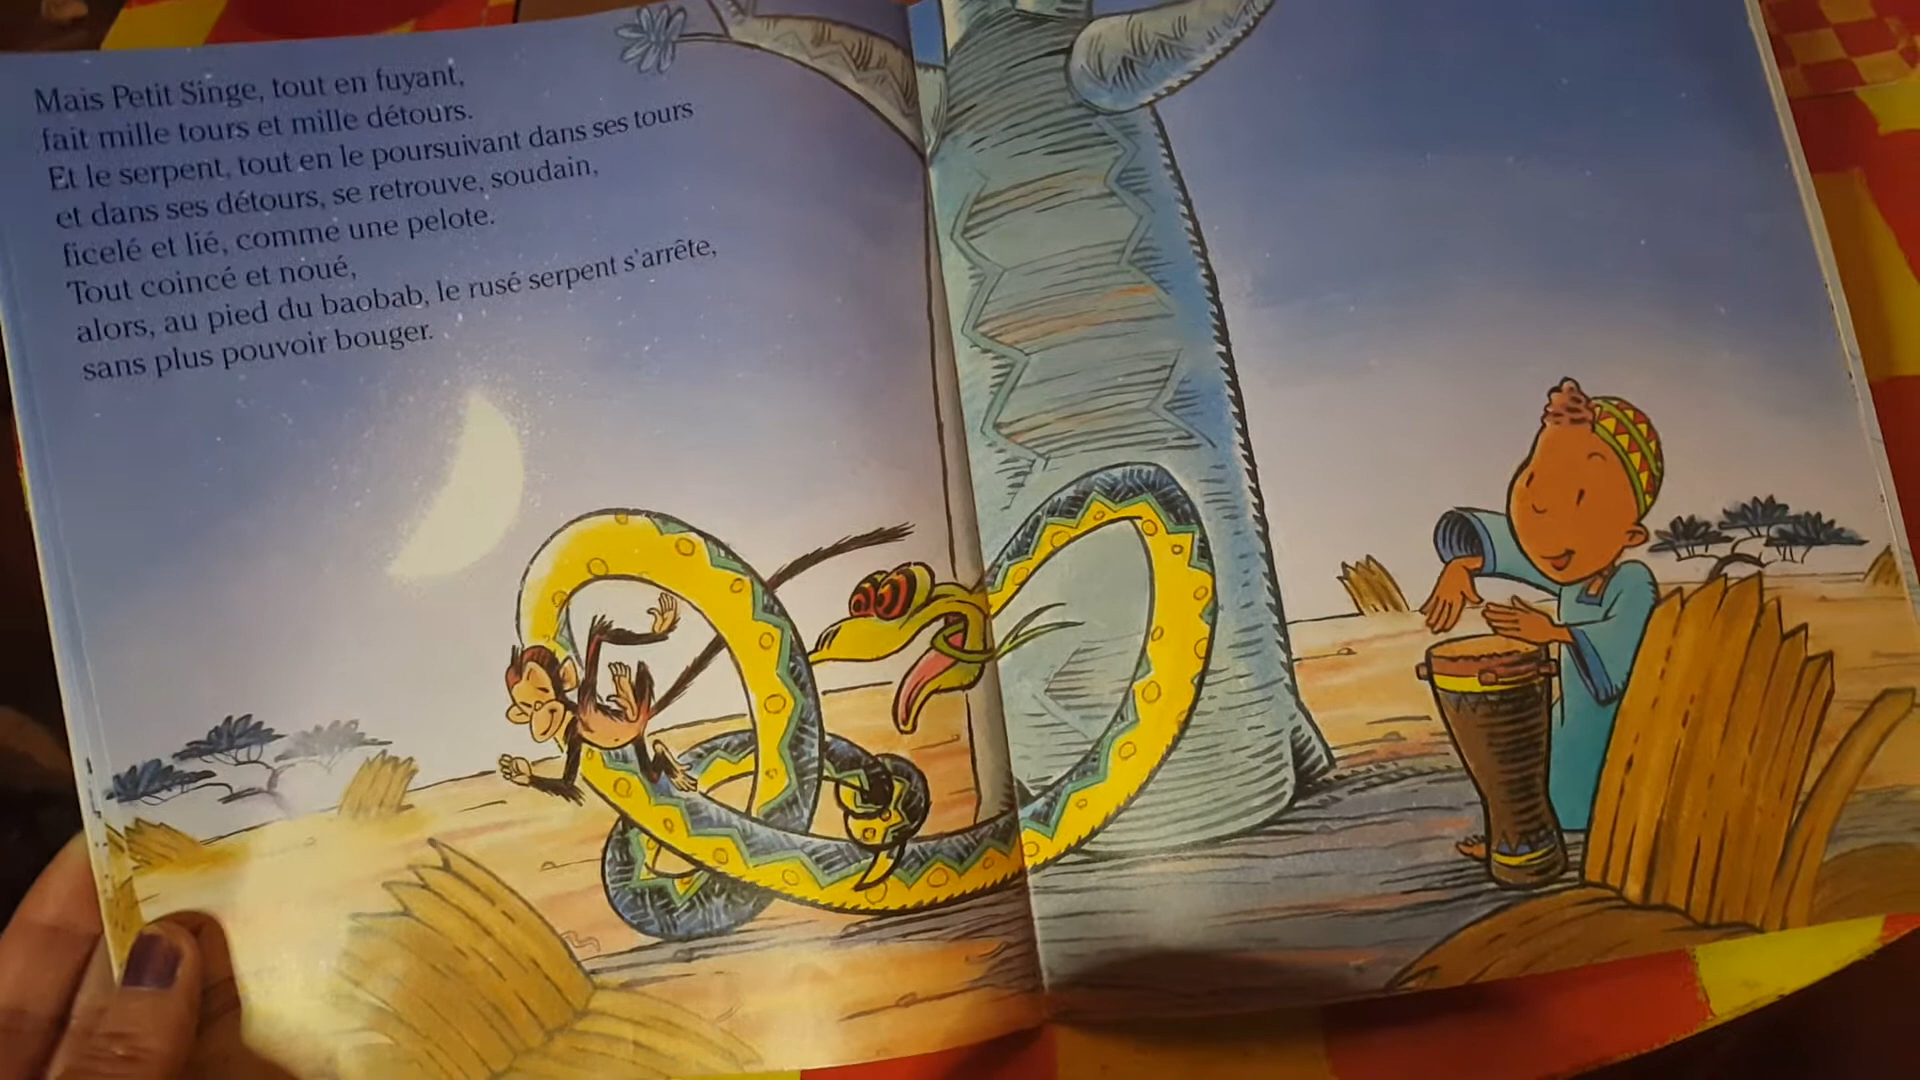 Mais Petit Singe, tout en fuyant,
fait mille tours et mille détours.
Et le serpent, tout en le poursuivant dans ses tours
et dans ses détours, se retrouve, soudain,
ficelé et lié, comme une pelote.
Tout coincé et noué,
alors, au pied du baobab, le rusé serpent s'arrête,
sans plus pouvoir bouger.